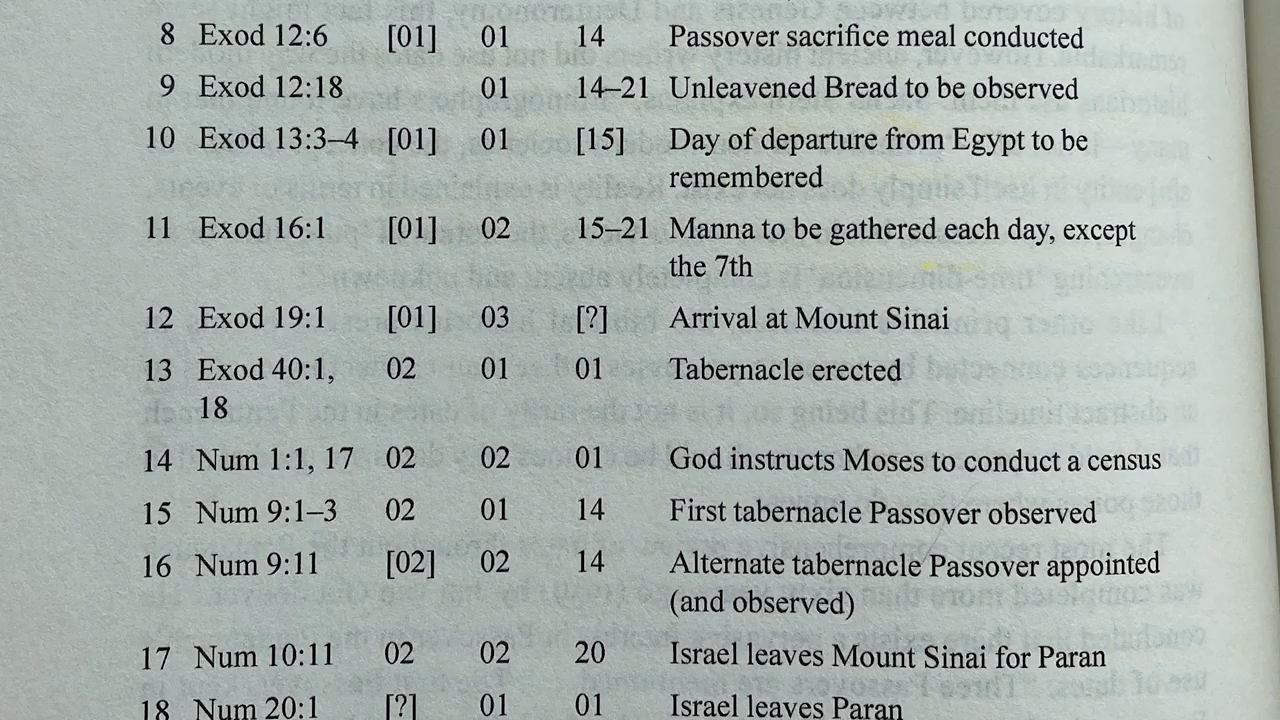 8 Exod 12:6 [01] 01 14 Passover sacrifice meal conducted
9 Exod 12:18 01 14–21 Unleavened Bread to be observed
10 Exod 13:3–4 [01] 01 [15] Day of departure from Egypt to be
remembered
11 Exod 16:1 [01] 02 15–21 Manna to be gathered each day, except
the 7th
12 Exod 19:1 [01] 03 [?] Arrival at Mount Sinai
13 Exod 40:1, 02 01 01 Tabernacle erected
18
14 Num 1:1, 17 02 02 01 God instructs Moses to conduct a census
15 Num 9:1–3 02 01 14 First tabernacle Passover observed
16 Num 9:11 [02] 02 14 Alternate tabernacle Passover appointed
(and observed)
17 Num 10:11 02 02 20 Israel leaves Mount Sinai for Paran
18 Num 20:1 [?] 01 01 Israel leaves Paran